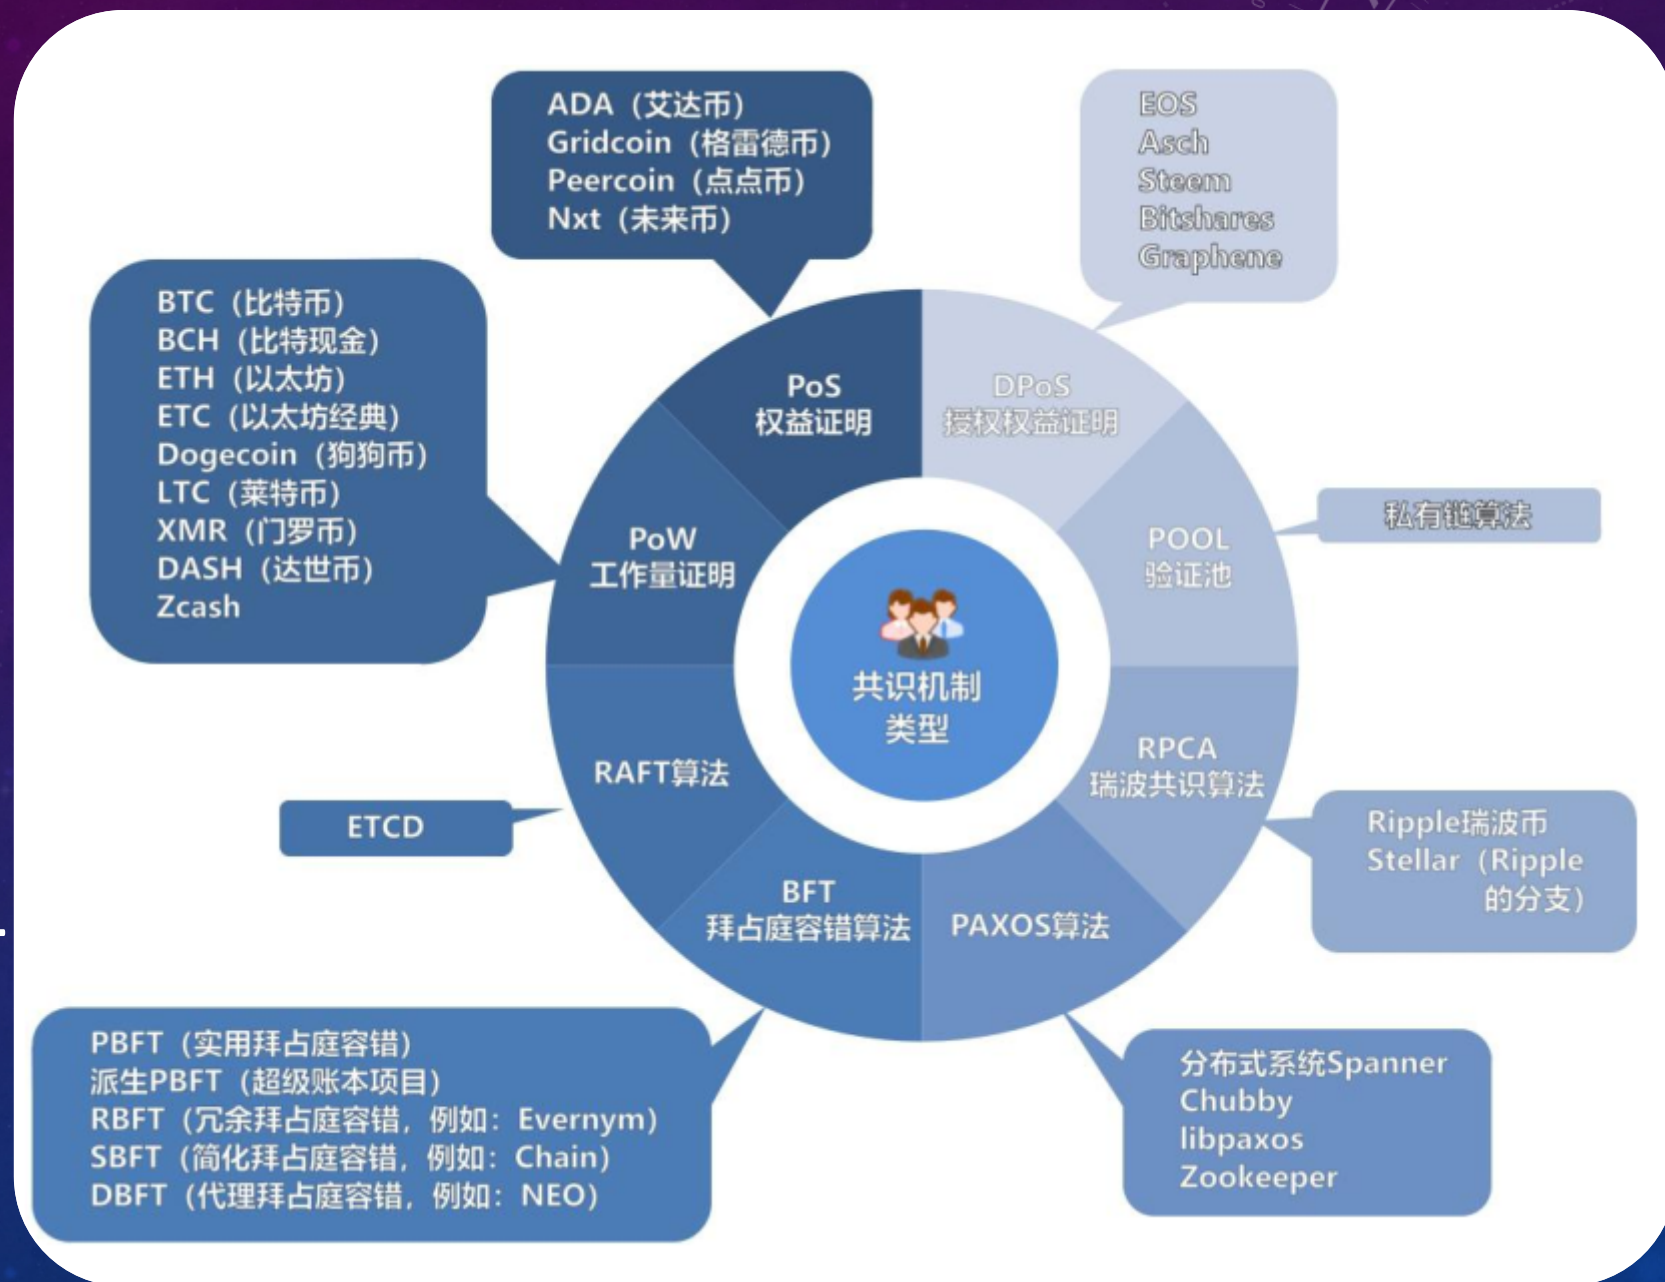 ADA（艾达币）
Gridcoin（格雷德币）
Peercoin（点点币）
Nxt（未来币）
EOS
Asch
Steem
Bitshares
Graphene
BTC（比特币）
BCH（比特现金）
ETH（以太坊）
ETC（以太坊经典）
Dogecoin（狗狗币）
LTC（莱特币）
XMR（门罗币）
DASH（达世币）
Zcash
PoS
权益证明
DPoS
授权权益证明
PoW
工作量证明
POOL
验证池
私有链算法
共识机制
类型
RAFT算法
RPCA
瑞波共识算法
ETCD
Ripple瑞波币
Stellar（Ripple
的分支）
BFT
拜占庭容错算法
PAXOS算法
PBFT（实用拜占庭容错）
派生PBFT（超级账本项目）
RBFT（冗余拜占庭容错，例如：Evernym）
SBFT（简化拜占庭容错，例如：Chain）
DBFT（代理拜占庭容错，例如：NEO）
分布式系统Spanner
Chubby
libpaxos
Zookeeper